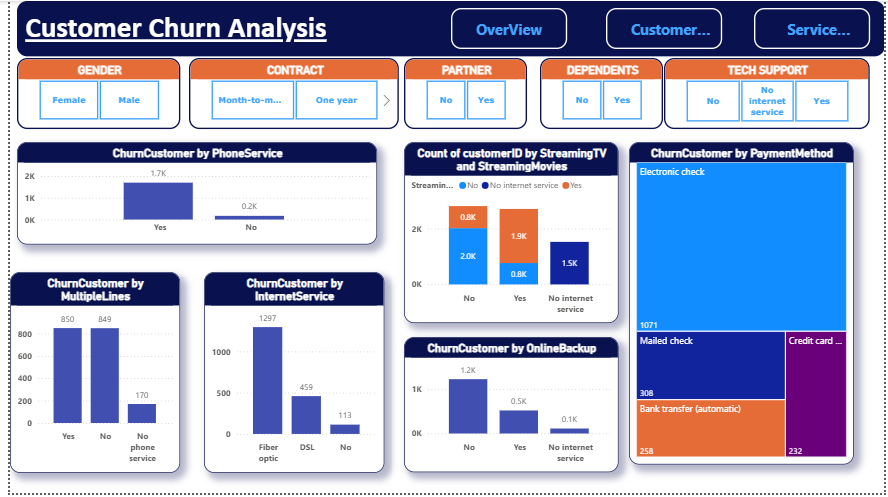 Customer Churn Analysis
OverView
Customer...
Service...
GENDER
Female
Male
CONTRACT
Month-to-m...
One year
PARTNER
No
Yes
DEPENDENTS
No
Yes
TECH SUPPORT
No
No
internet
service
Yes
ChurnCustomer by PhoneService
2K
1K
0K
1.7K
0.2K
Yes
No
Count of customerID by StreamingTV
and StreamingMovies
Streamin... No No internet service Yes
2K
0K
0.8K
2.0K
1.9K
0.8K
1.5K
No
Yes
No internet
service
ChurnCustomer by PaymentMethod
Electronic check
1071
Mailed check
308
Bank transfer (automatic)
258
Credit card ...
232
ChurnCustomer by
MultipleLines
800
600
400
200
0
850
849
170
Yes
No
No
phone
service
ChurnCustomer by
InternetService
1000
500
0
1297
459
113
Fiber
optic
DSL
No
ChurnCustomer by OnlineBackup
1K
0K
1.2K
0.5K
0.1K
No
Yes
No internet
service